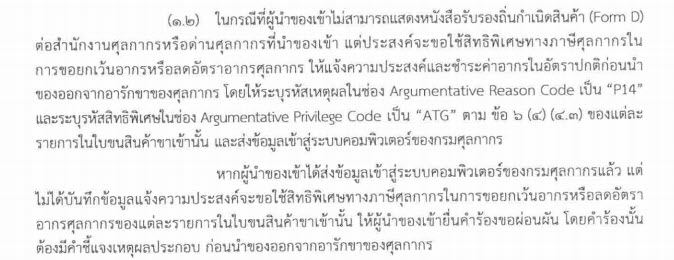 (๑.๒) ในกรณีที่ผู้นำของเข้าไม่สามารถแสดงหนังสือรับรองถิ่นกำเนิดสินค้า (Form D)
ต่อสำนักงานศุลกากรหรือด่านศุลกากรที่นำของเข้า แต่ประสงค์จะขอใช้สิทธิพิเศษทางภาษีศุลกากรใน
การขอยกเว้นอากรหรือลดอัตราอากรศุลกากร ให้แจ้งความประสงค์และชำระค่าอากรในอัตราปกติก่อนนำ
ของออกจากอารักขาของศุลกากร โดยให้ระบุรหัสเหตุผลในช่อง Argumentative Reason Code เป็น “P14”
และระบุรหัสสิทธิพิเศษในช่อง Argumentative Privilege Code เป็น “ATG” ตาม ข้อ ๖ (๔) (๔.๓) ของแต่ละ
รายการในใบขนสินค้าขาเข้านั้น และส่งข้อมูลเข้าสู่ระบบคอมพิวเตอร์ของกรมศุลกากร
หากผู้นำของเข้าได้ส่งข้อมูลเข้าสู่ระบบคอมพิวเตอร์ของกรมศุลกากรแล้ว แต่
ไม่ได้บันทึกข้อมูลแจ้งความประสงค์จะขอใช้สิทธิพิเศษทางภาษีศุลกากรในการขอยกเว้นอากรหรือลดอัตรา
อากรศุลกากรของแต่ละรายการในใบขนสินค้าขาเข้านั้น ให้ผู้นำของเข้ายื่นคำร้องขอผ่อนผัน โดยคำร้องนั้น
ต้องมีคำชี้แจงเหตุผลประกอบ ก่อนนำของออกจากอารักขาของศุลกากร